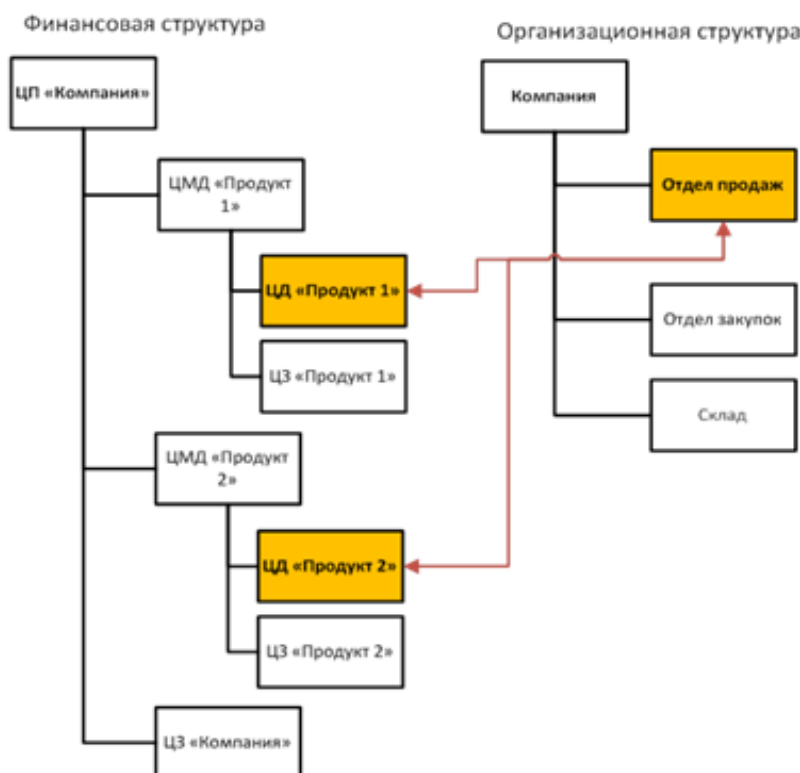 Финансовая структура
ЦП «Компания»
ЦМД «Продукт
1»
ЦД «Продукт 1»
ЦЗ «Продукт 1»
ЦМД «Продукт
2»
ЦД «Продукт 2»
ЦЗ «Продукт 2»
ЦЗ «Компания»
Организационная структура
Компания
Отдел продаж
Отдел закупок
Склад